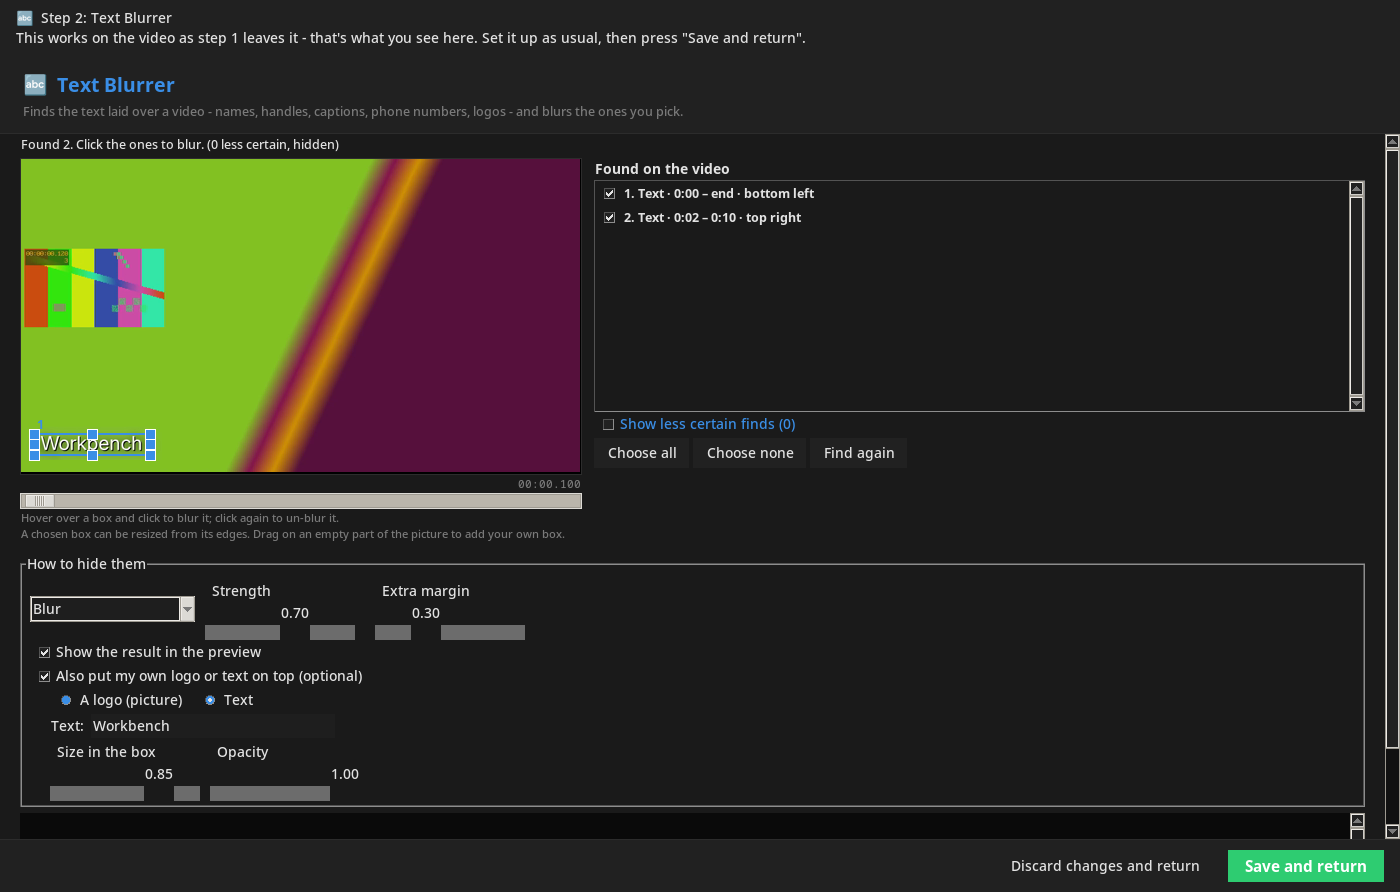 🔤 Step 2: Text Blurrer
This works on the video as step 1 leaves it - that's what you see here. Set it up as usual, then press "Save and return".
🔤 Text Blurrer
Finds the text laid over a video - names, handles, captions, phone numbers, logos - and blurs the ones you pick.
Found 2. Click the ones to blur. (0 less certain, hidden)
00:00:00.120
3
1
Workbench
00:00.100
Hover over a box and click to blur it; click again to un-blur it.
A chosen box can be resized from its edges. Drag on an empty part of the picture to add your own box.
Found on the video
1. Text · 0:00 – end · bottom left
2. Text · 0:02 – 0:10 · top right
Show less certain finds (0)
Choose all
Choose none
Find again
How to hide them
Blur
Strength
0.70
Extra margin
0.30
Show the result in the preview
Also put my own logo or text on top (optional)
A logo (picture)
Text
Text: Workbench
Size in the box
0.85
Opacity
1.00
Discard changes and return
Save and return